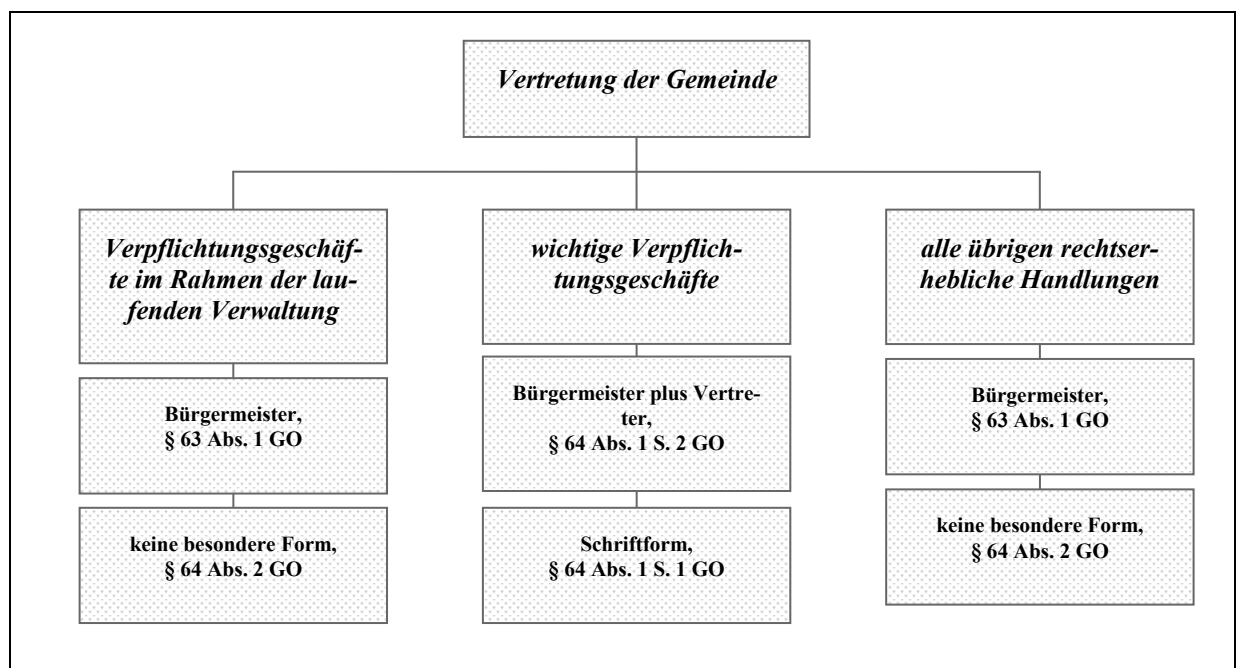 Vertretung der Gemeinde
Verpflichtungsgeschäf-
te im Rahmen der lau-
fenden Verwaltung
Bürgermeister,
§ 63 Abs. 1 GO
keine besondere Form,
§ 64 Abs. 2 GO
wichtige Verpflich-
tungsgeschäfte
Bürgermeister plus Vertre-
ter,
§ 64 Abs. 1 S. 2 GO
Schriftform,
§ 64 Abs. 1 S. 1 GO
alle übrigen rechtser-
hebliche Handlungen
Bürgermeister,
§ 63 Abs. 1 GO
keine besondere Form,
§ 64 Abs. 2 GO